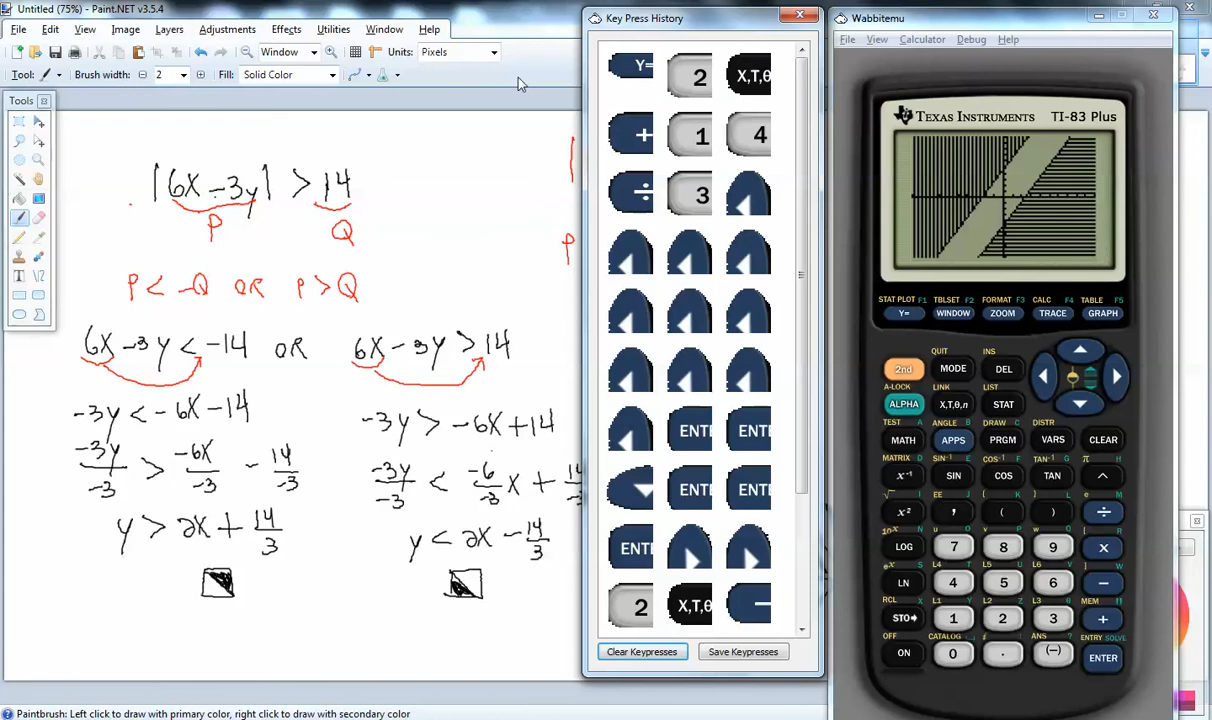 Untitled (75%) - Paint.NET v3.5.4
File Edit View Image Layers Adjustments Effects Utilities Window Help
Window Units: Pixels
Tool: Brush width: 2 Fill: Solid Color
Tools
|6X - 3y| > 14
P Q
P < -Q OR P > Q
6X - 3y < -14 OR 6X - 3y > 14
-3y < -6X - 14
-3y > -6X + 14
-3y/-3 > -6X/-3 - 14/-3
-3y/-3 < -6/-3 X + 14
y > 2X + 14/3
y < 2X - 14/3
P
Paintbrush: Left click to draw with primary color, right click to draw with secondary color
Key Press History
Y= 2 X,T,θ
+ 1 4
÷ 3
ENTE ENTE
ENTE ENTE
ENTE
2 X,T,θ −
Clear Keypresses Save Keypresses
Wabbitemu
File View Calculator Debug Help
TEXAS INSTRUMENTS TI-83 Plus
STAT PLOT F1 TBLSET F2 FORMAT F3 CALC F4 TABLE F5
Y= WINDOW ZOOM TRACE GRAPH
QUIT INS
2nd MODE DEL
A-LOCK LINK LIST
ALPHA X,T,θ,n STAT
TEST A ANGLE B DRAW C DISTR
MATH APPS PRGM VARS CLEAR
MATRIX D SIN⁻¹ E COS⁻¹ F TAN⁻¹ G π H
x⁻¹ SIN COS TAN ^
√ I EE J { K } L e M
x² , ( ) ÷
10ˣ N u O v P w Q [ R
LOG 7 8 9 X
eˣ S L4 T L5 U L6 V ] W
LN 4 5 6 −
RCL X L1 Y L2 Z L3 θ MEM "
STO➔ 1 2 3 +
OFF CATALOG i ANS ? ENTRY SOLVE
ON 0 . (−) ENTER